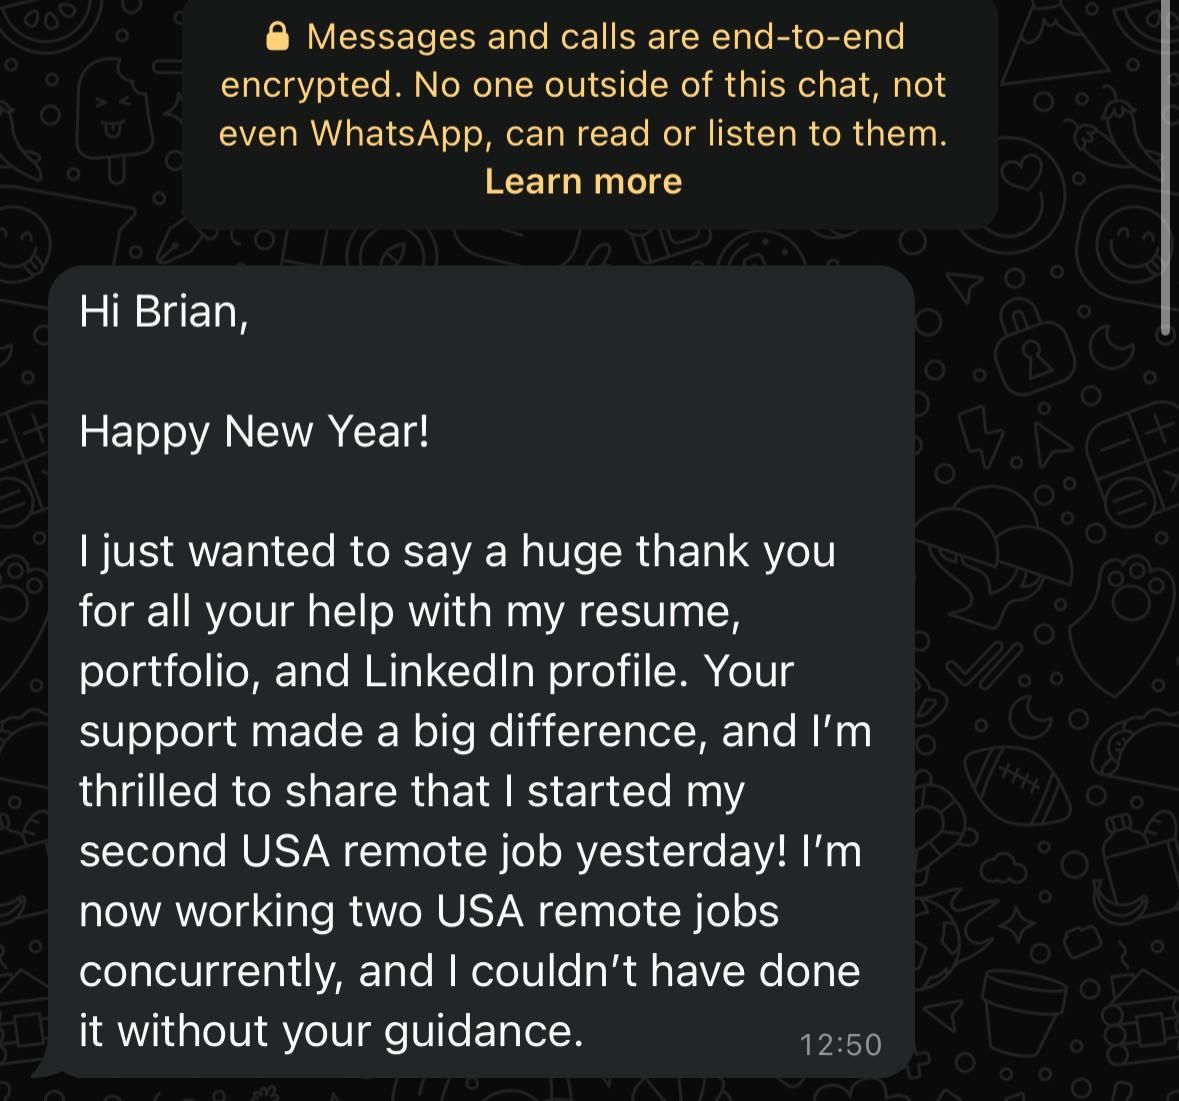 🔒 Messages and calls are end-to-end
encrypted. No one outside of this chat, not
even WhatsApp, can read or listen to them.
Learn more
Hi Brian,
Happy New Year!
I just wanted to say a huge thank you
for all your help with my resume,
portfolio, and LinkedIn profile. Your
support made a big difference, and I’m
thrilled to share that I started my
second USA remote job yesterday! I’m
now working two USA remote jobs
concurrently, and I couldn’t have done
it without your guidance.
12:50